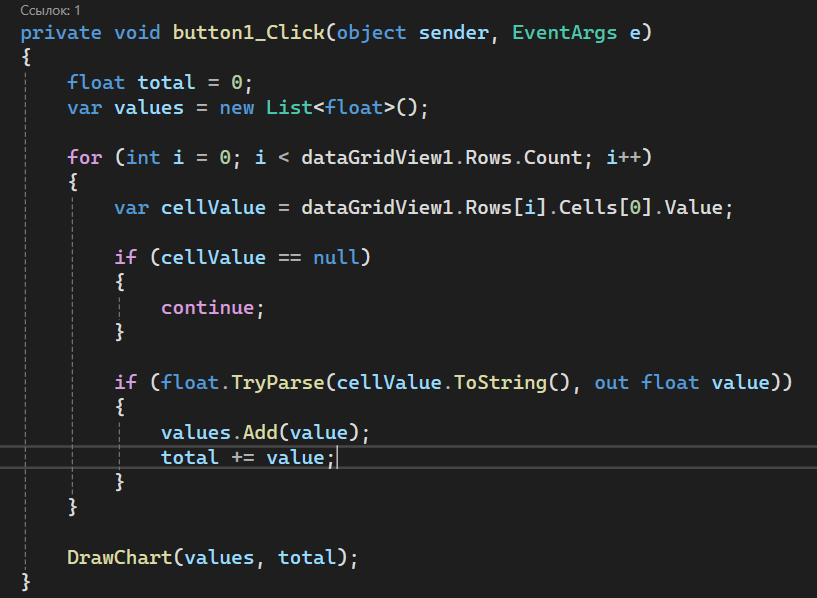 Ссылок: 1
private void button1_Click(object sender, EventArgs e)
{
    float total = 0;
    var values = new List<float>();

    for (int i = 0; i < dataGridView1.Rows.Count; i++)
    {
        var cellValue = dataGridView1.Rows[i].Cells[0].Value;

        if (cellValue == null)
        {
            continue;
        }

        if (float.TryParse(cellValue.ToString(), out float value))
        {
            values.Add(value);
            total += value;
        }
    }

    DrawChart(values, total);
}